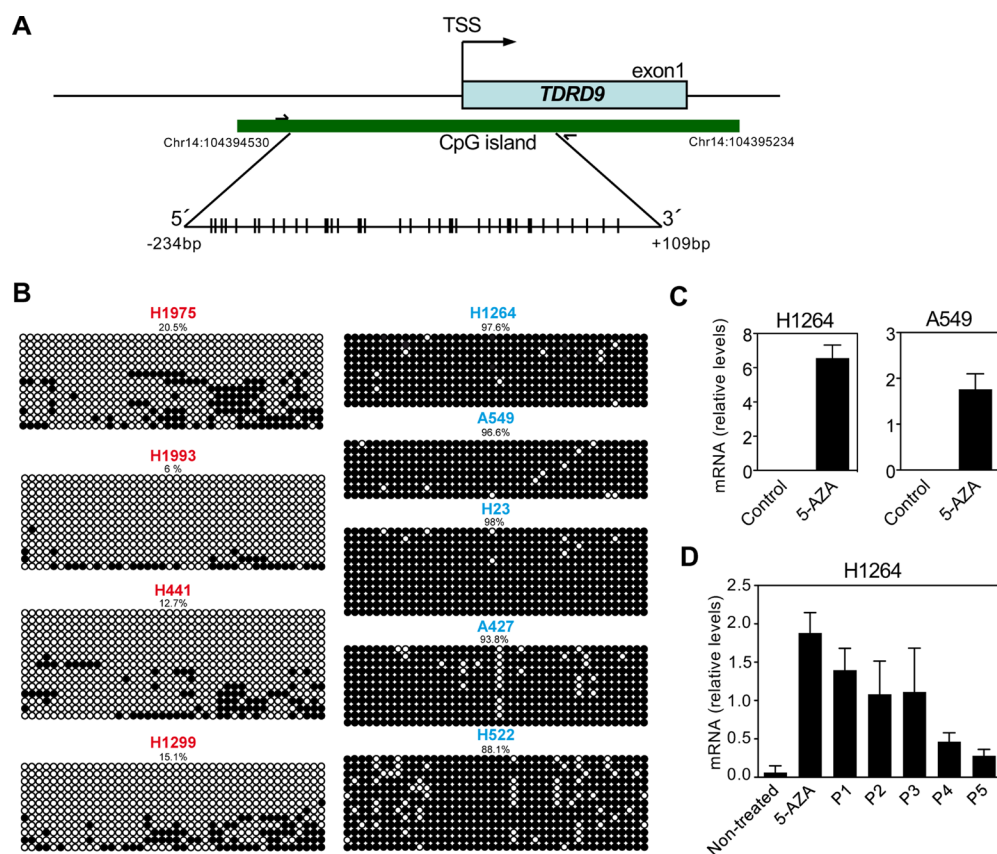 A
TSS
exon1
TDRD9
CpG island
Chr14:104394530
Chr14:104395234
5´
3´
-234bp
+109bp
B
H1975
20.5%
H1993
6 %
H441
12.7%
H1299
15.1%
H1264
97.6%
A549
96.6%
H23
98%
A427
93.8%
H522
88.1%
C
H1264
mRNA (relative levels)
8
6
4
2
0
Control
5-AZA
A549
3
2
1
0
Control
5-AZA
D
H1264
mRNA (relative levels)
2.5
2.0
1.5
1.0
0.5
0.0
Non-treated
5-AZA
P1
P2
P3
P4
P5